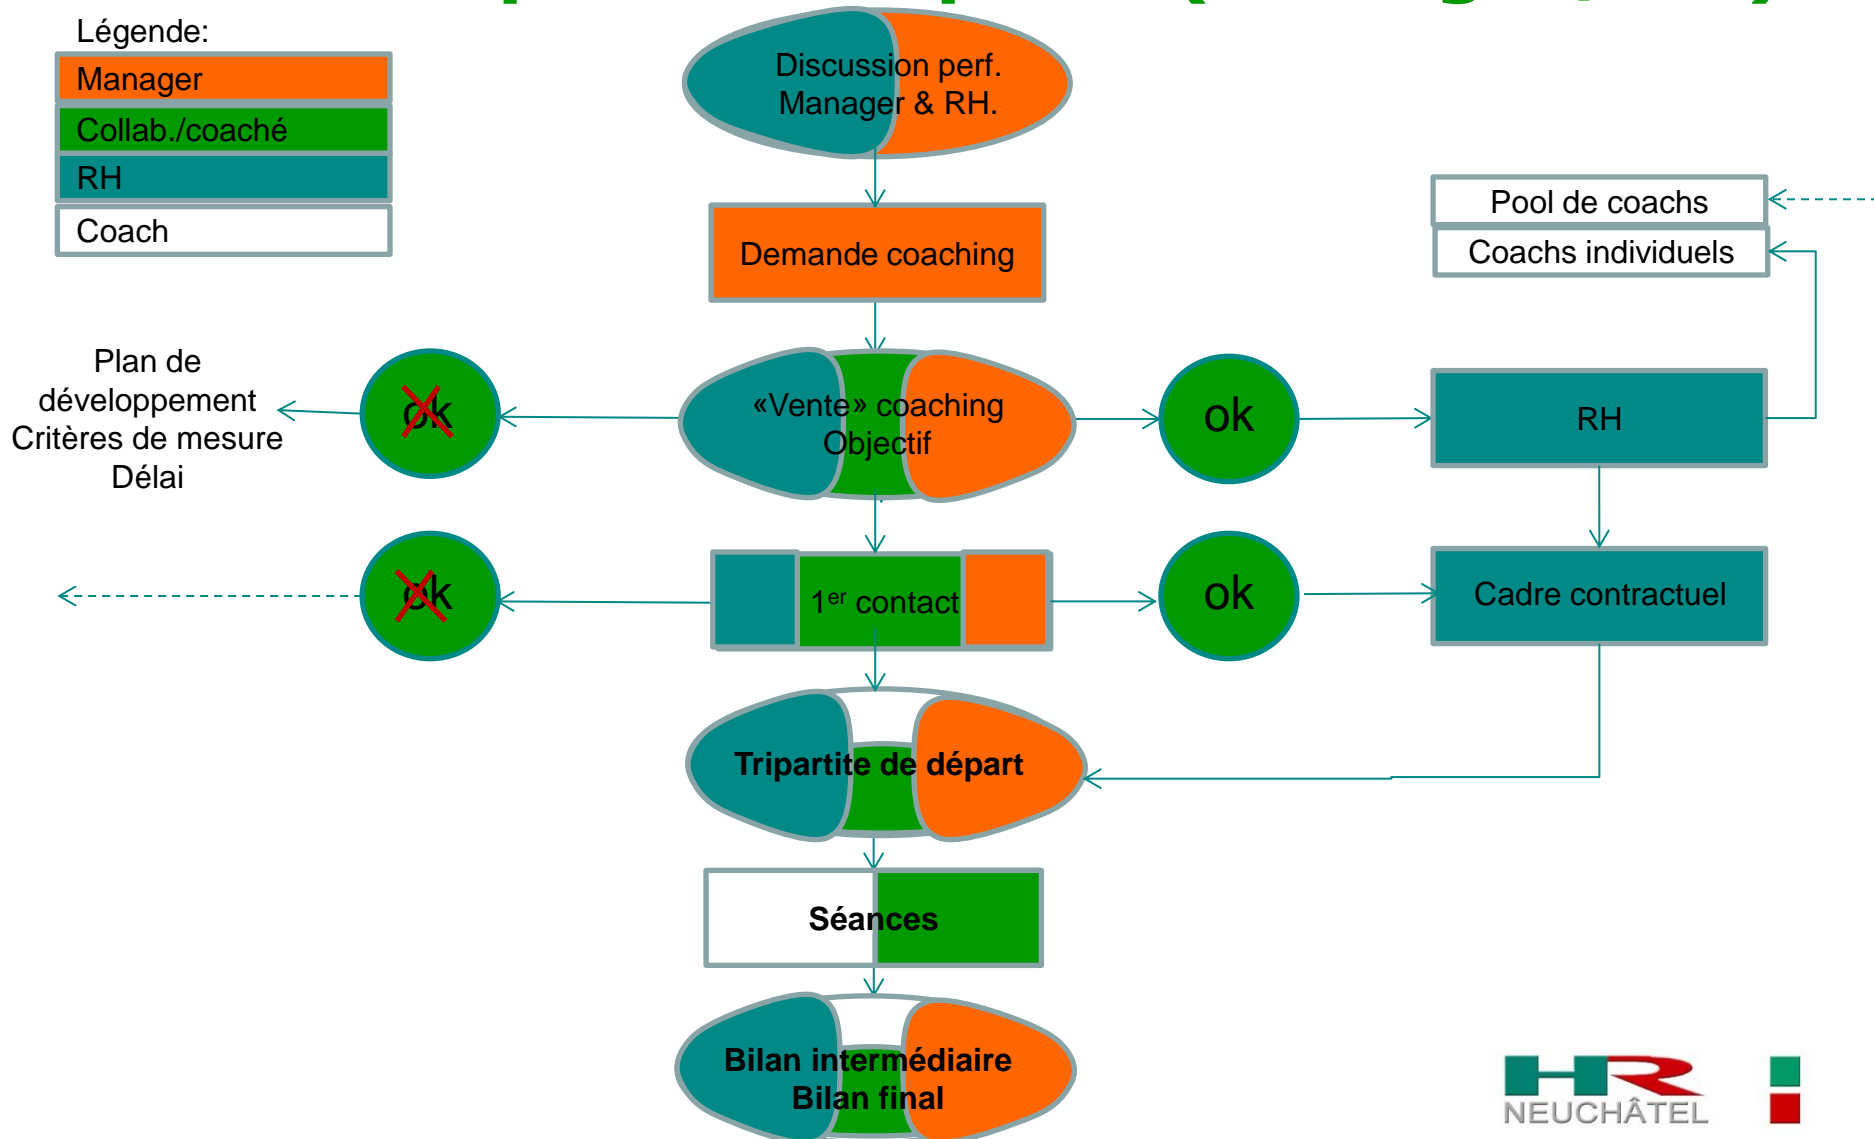 Légende:
Manager
Collab./coaché
RH
Coach
Discussion perf.
Manager & RH.
Demande coaching
Pool de coachs
Coachs individuels
Plan de
développement
Critères de mesure
Délai
ok
«Vente» coaching
Objectif
ok
RH
ok
1er contact
ok
Cadre contractuel
Tripartite de départ
Séances
Bilan intermédiaire
Bilan final
HR
NEUCHÂTEL